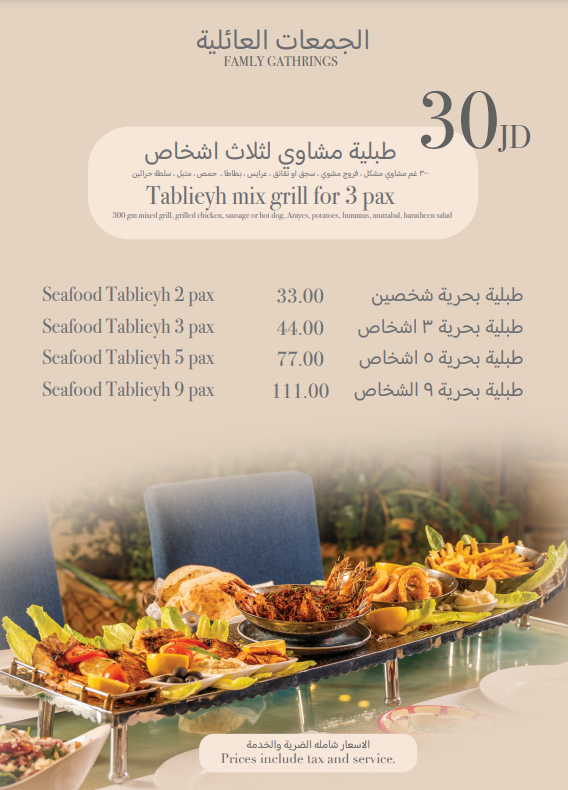 الجمعات العائلية
FAMLY GATHRINGS
30JD
طبلية مشاوي لثلاث اشخاص
٣٠٠ غم مشاوي مشكل ، فروج مشوي ، سجق او نقانق ، عرايس ، بطاطا ، حمص ، متبل ، سلطة حراثين
Tablieyh mix grill for 3 pax
300 gm mixed grill, grilled chicken, sausage or hot dog, Arayes, potatoes, hummus, muttabal, haratheen salad
Seafood Tablieyh 2 pax 33.00 طبلية بحرية شخصين
Seafood Tablieyh 3 pax 44.00 طبلية بحرية ٣ اشخاص
Seafood Tablieyh 5 pax 77.00 طبلية بحرية ٥ اشخاص
Seafood Tablieyh 9 pax 111.00 طبلية بحرية ٩ الشخاص
الاسعار شامله الضريبة والخدمة
Prices include tax and service.